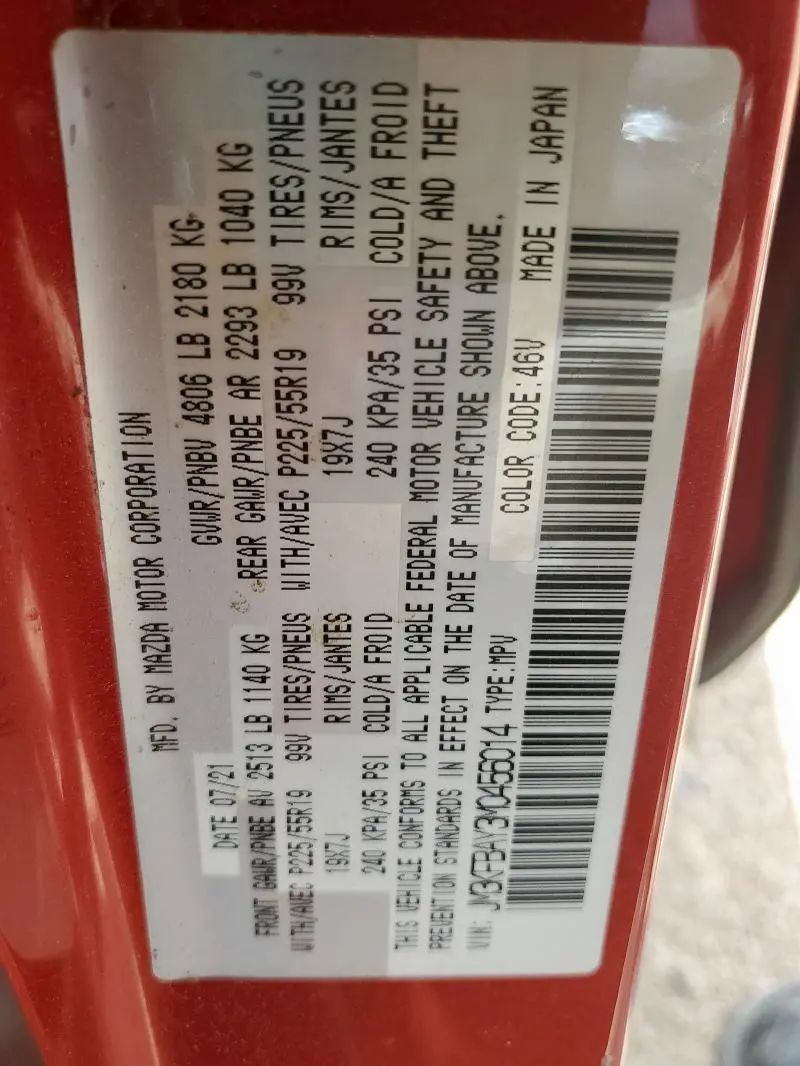 MFD. BY MAZDA MOTOR CORPORATION
DATE 07/21 GVWR/PNBV 4806 LB 2180 KG
FRONT GAWR/PNBE AV 2513 LB 1140 KG REAR GAWR/PNBE AR 2293 LB 1040 KG
WITH/AVEC P225/55R19 99V TIRES/PNEUS WITH/AVEC P225/55R19 99V TIRES/PNEUS
19X7J RIMS/JANTES 19X7J RIMS/JANTES
240 KPA/35 PSI COLD/A FROID 240 KPA/35 PSI COLD/A FROID
THIS VEHICLE CONFORMS TO ALL APPLICABLE FEDERAL MOTOR VEHICLE SAFETY AND THEFT
PREVENTION STANDARDS IN EFFECT ON THE DATE OF MANUFACTURE SHOWN ABOVE.
VIN: JM3KFBAY3M0456014 TYPE:MPV COLOR CODE:46V MADE IN JAPAN